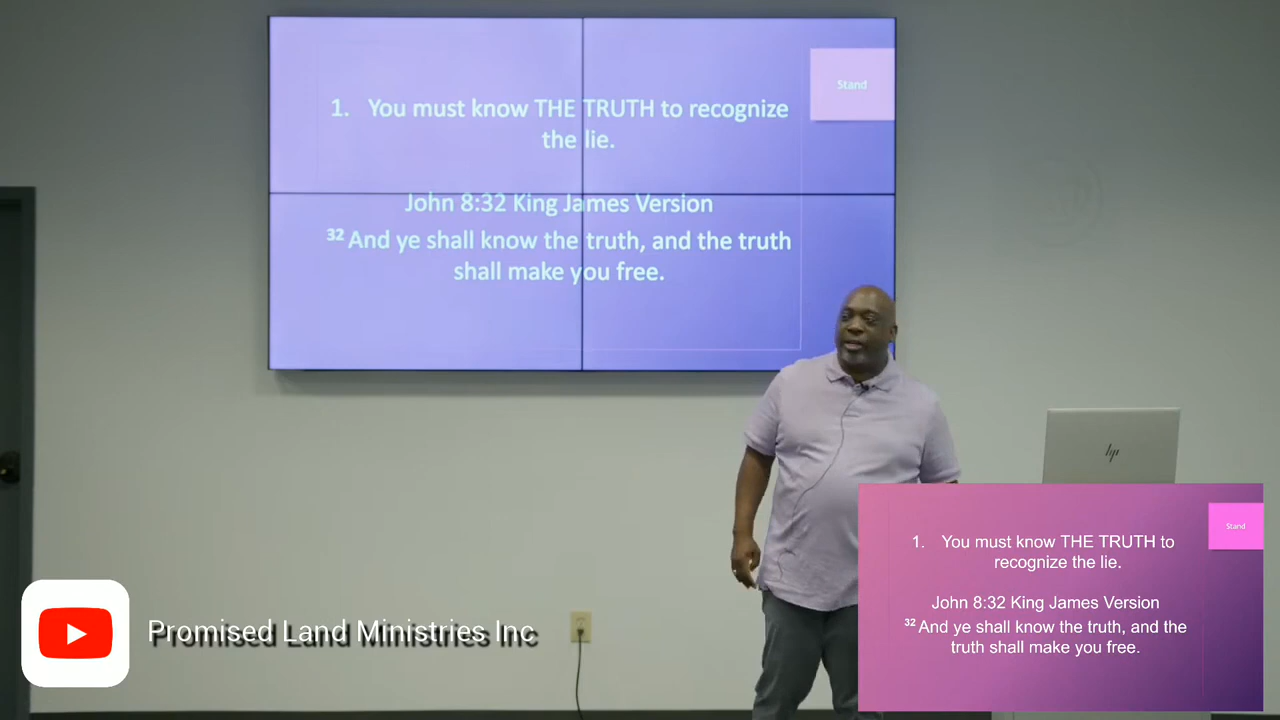 Stand
1. You must know THE TRUTH to recognize
the lie.
John 8:32 King James Version
32 And ye shall know the truth, and the truth
shall make you free.
hp
Stand
1. You must know THE TRUTH to
recognize the lie.
John 8:32 King James Version
32 And ye shall know the truth, and the
truth shall make you free.
Promised Land Ministries Inc